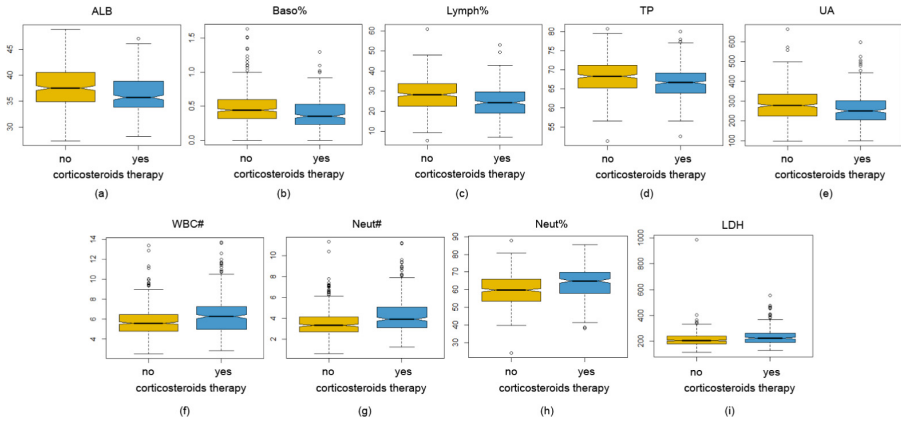 ALB
Baso%
Lymph%
TP
UA
30 35 40 45
0.0 0.5 1.0 1.5
10 20 30 40 50 60
55 60 65 70 75 80
100 200 300 400 500 600
no yes
no yes
no yes
no yes
no yes
corticosteroids therapy
corticosteroids therapy
corticosteroids therapy
corticosteroids therapy
corticosteroids therapy
(a)
(b)
(c)
(d)
(e)
WBC#
Neut#
Neut%
LDH
4 6 8 10 12 14
2 4 6 8 10
30 40 50 60 70 80 90
200 400 600 800 1000
no yes
no yes
no yes
no yes
corticosteroids therapy
corticosteroids therapy
corticosteroids therapy
corticosteroids therapy
(f)
(g)
(h)
(i)